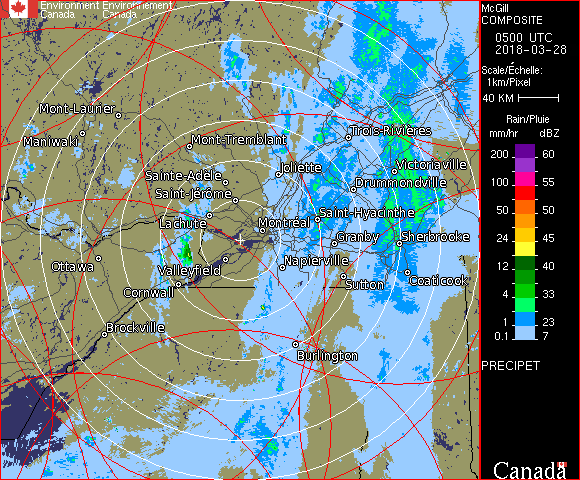 Environment Environnement
Canada Canada
McGill
COMPOSITE
0500 UTC
2018-03-28
Scale/Échelle:
1km/Pixel
40 KM
Rain/Pluie
mm/hr dBZ
200 60
100 55
50 50
24 45
12 40
4 33
1 23
0.1 7
PRECIPET
Canada
Mont-Laurier
Maniwaki
Mont-Tremblant
Trois-Rivières
Sainte-Adèle
Joliette
Victoriaville
Saint-Jérôme
Drummondville
Lachute
Montréal
Saint-Hyacinthe
Granby
Sherbrooke
Ottawa
Valleyfield
Napierville
Cornwall
Sutton
Coaticook
Brockville
Burlington